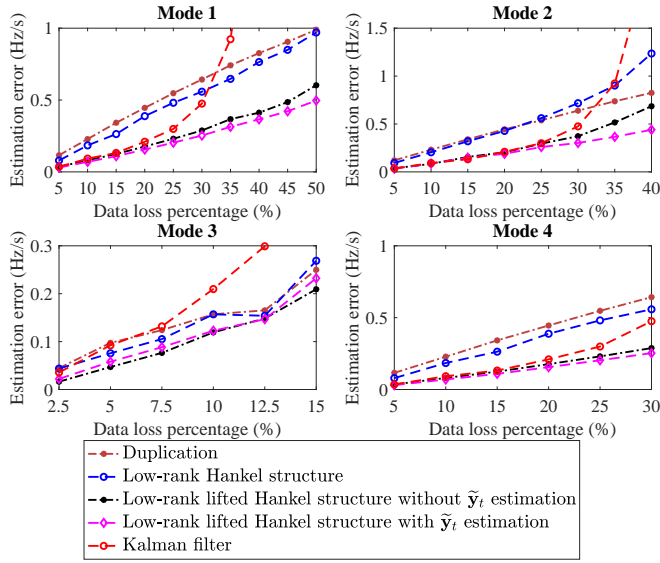 Mode 1
Estimation error (Hz/s)
1
0.5
0
5 10 15 20 25 30 35 40 45 50
Data loss percentage (%)
Mode 2
Estimation error (Hz/s)
1.5
1
0.5
0
5 10 15 20 25 30 35 40
Data loss percentage (%)
Mode 3
Estimation error (Hz/s)
0.3
0.2
0.1
0
2.5 5 7.5 10 12.5 15
Data loss percentage (%)
Mode 4
Estimation error (Hz/s)
1
0.5
0
5 10 15 20 25 30
Data loss percentage (%)
Duplication
Low-rank Hankel structure
Low-rank lifted Hankel structure without ỹ_t estimation
Low-rank lifted Hankel structure with ỹ_t estimation
Kalman filter